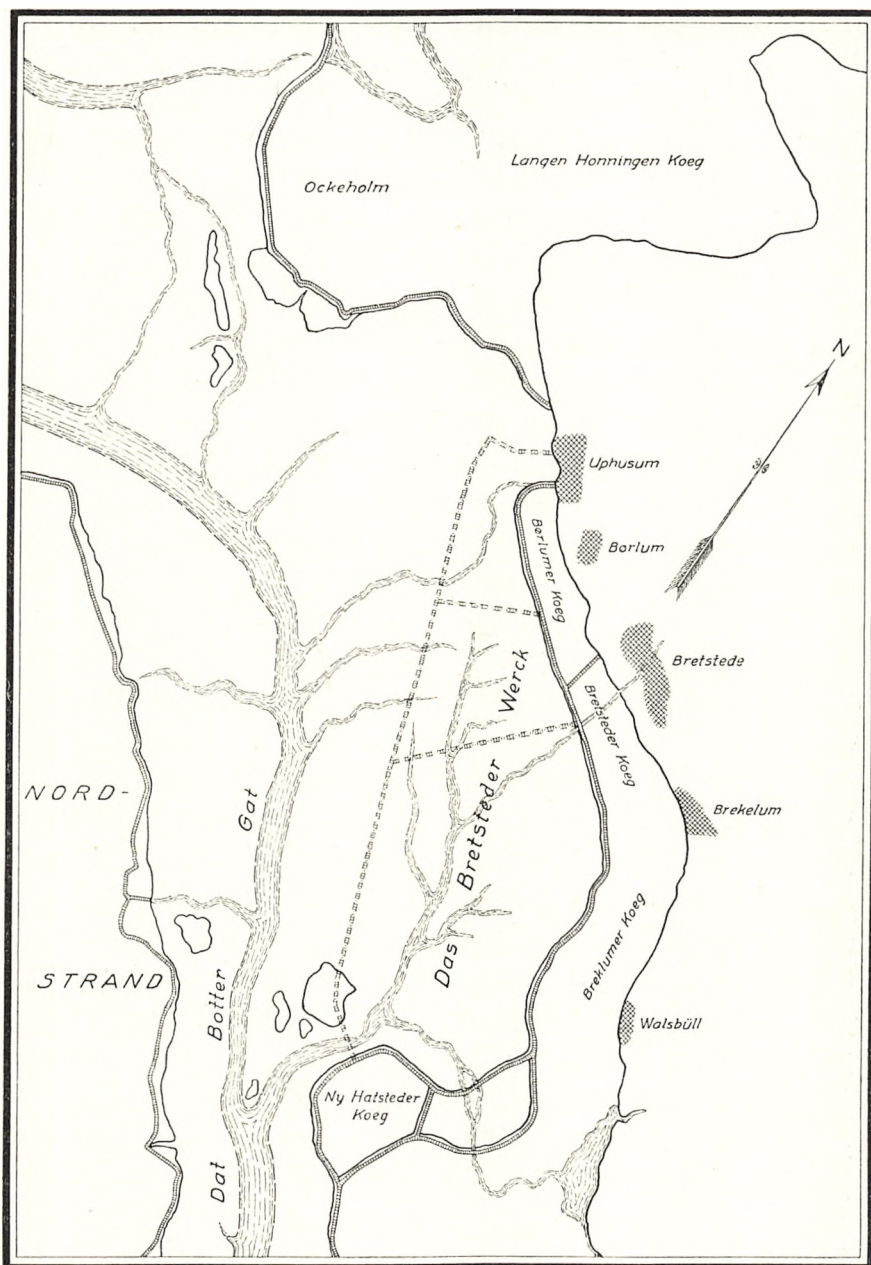 Langen Honningen Koeg
Ockeholm
N
Uphusum
Borlum
Borlumer Koeg
Bretstede
Bretsteder Koeg
NORD-
STRAND
Brekelum
Breklumer Koeg
Walsbüll
Das Bretsteder Werck
Dat Botter Gat
Ny Hatsteder
Koeg